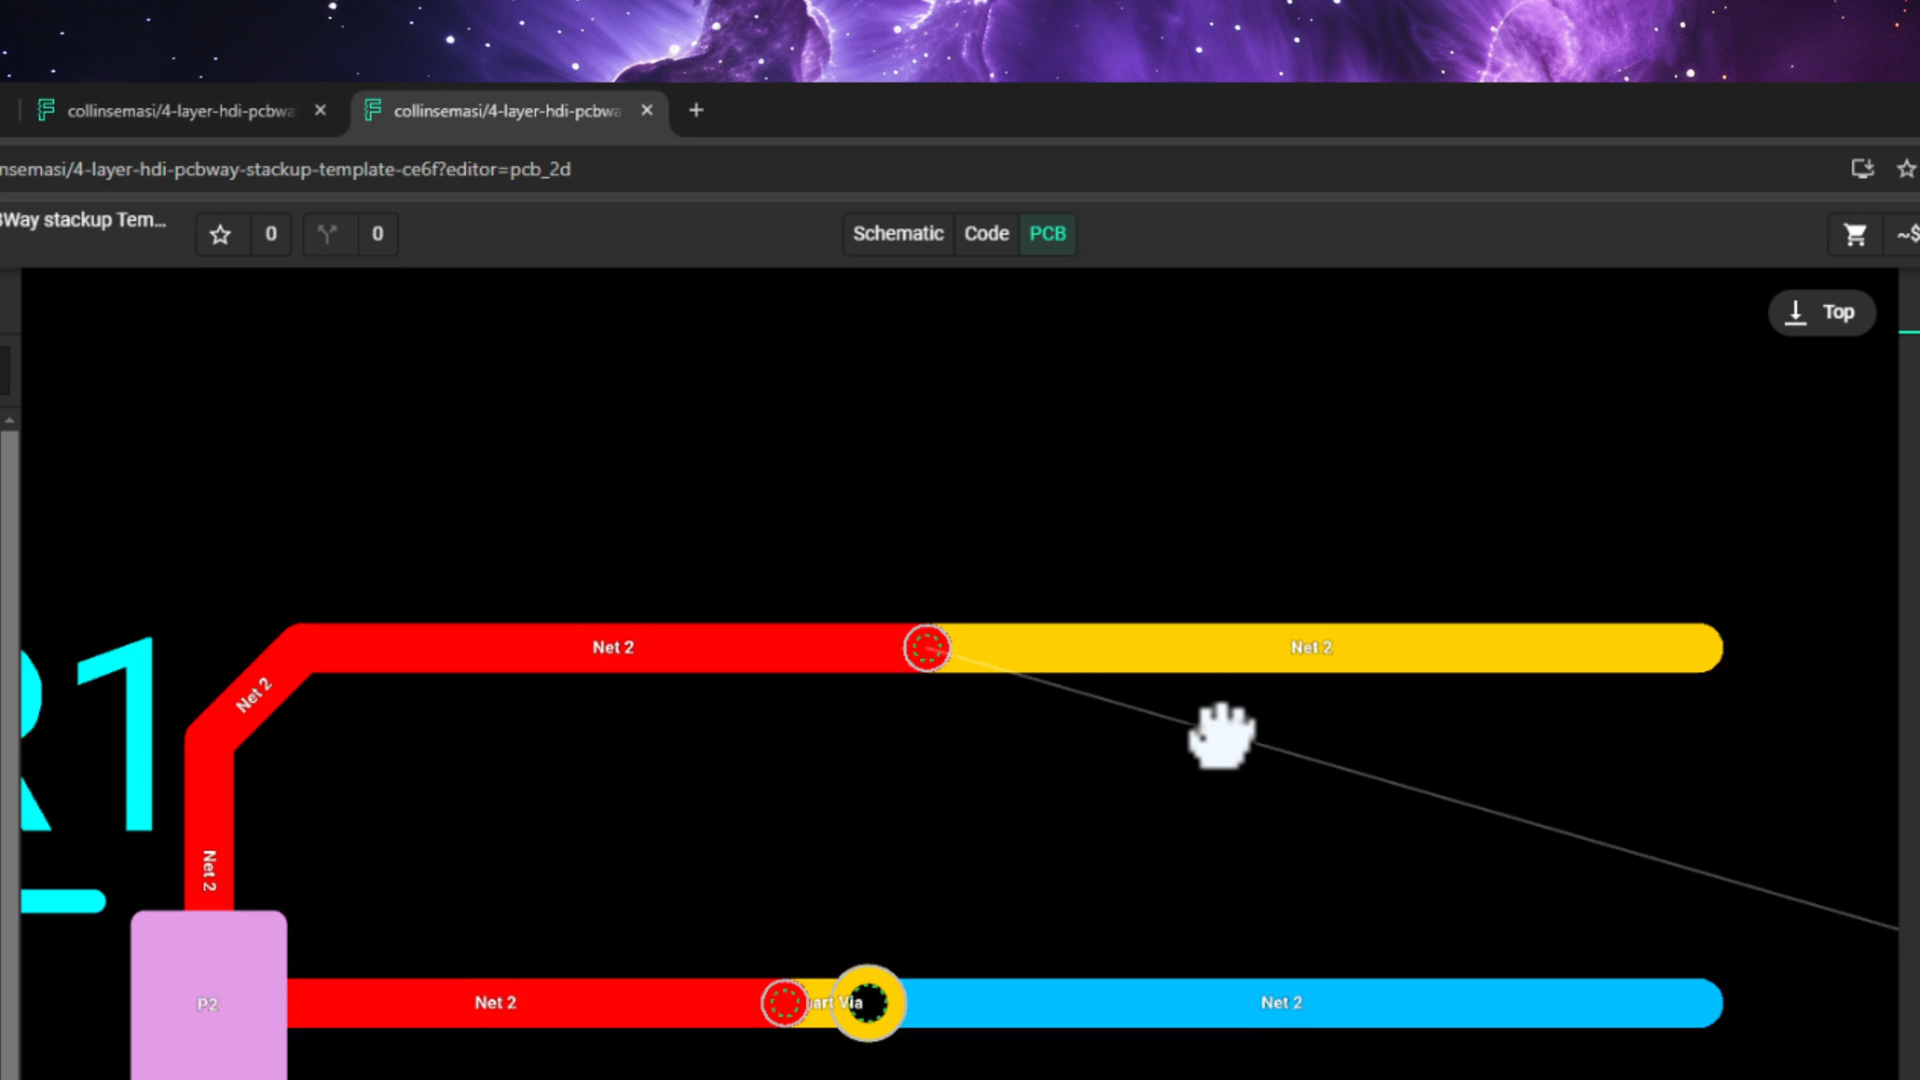 collinsemasi/4-layer-hdi-pcbwa
collinsemasi/4-layer-hdi-pcbwa
nsemasi/4-layer-hdi-pcbway-stackup-template-ce6f?editor=pcb_2d
BWay stackup Tem...
0
0
Schematic
Code
PCB
~$
Top
R1
Net 2
Net 2
Net 2
Net 2
P2
Net 2
art Via
Net 2